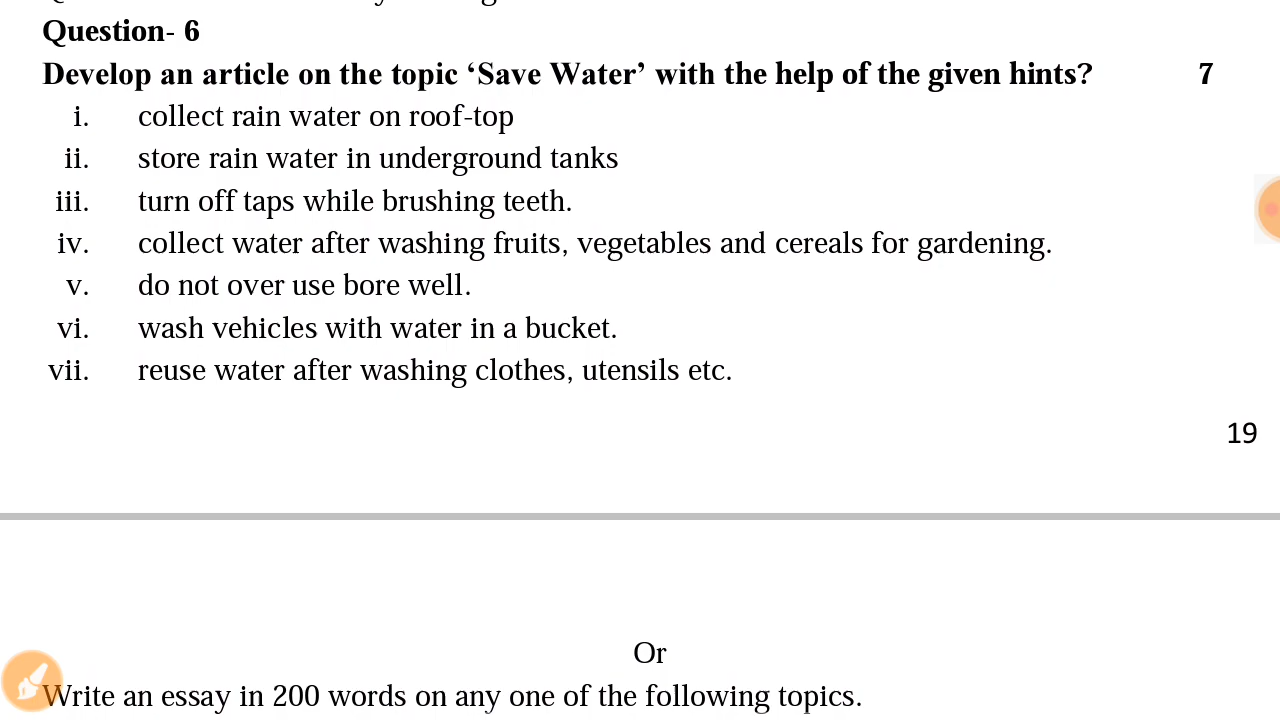 Question- 6
Develop an article on the topic ‘Save Water’ with the help of the given hints? 7
i. collect rain water on roof-top
ii. store rain water in underground tanks
iii. turn off taps while brushing teeth.
iv. collect water after washing fruits, vegetables and cereals for gardening.
v. do not over use bore well.
vi. wash vehicles with water in a bucket.
vii. reuse water after washing clothes, utensils etc.
19
Or
Write an essay in 200 words on any one of the following topics.